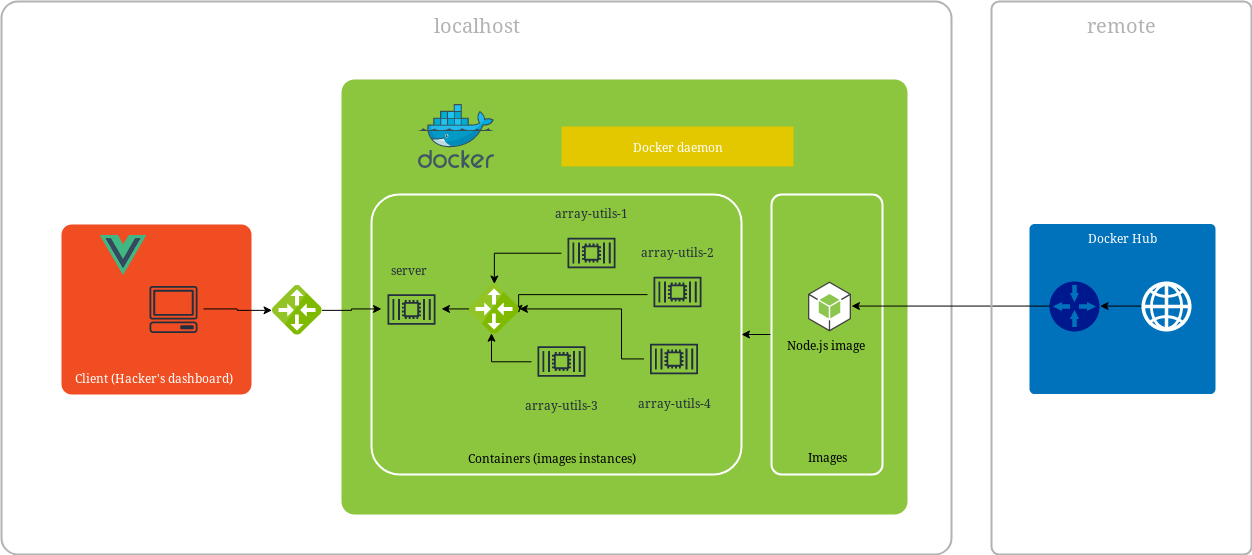 localhost
remote
docker
Docker daemon
array-utils-1
array-utils-2
server
array-utils-3
array-utils-4
Containers (images instances)
Node.js image
Images
Client (Hacker's dashboard)
Docker Hub